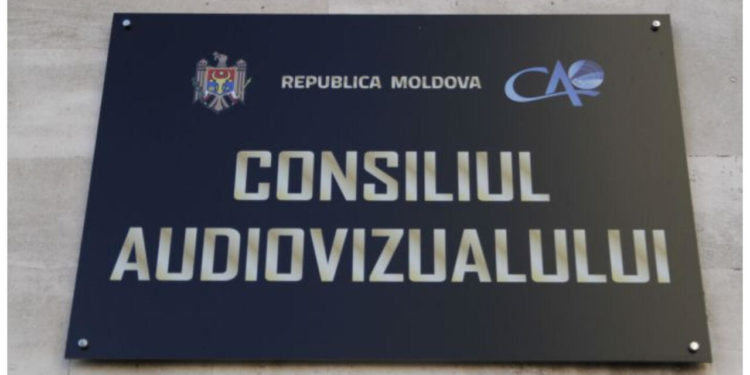 REPUBLICA MOLDOVA
CA
CONSILIUL
AUDIOVIZUALULUI